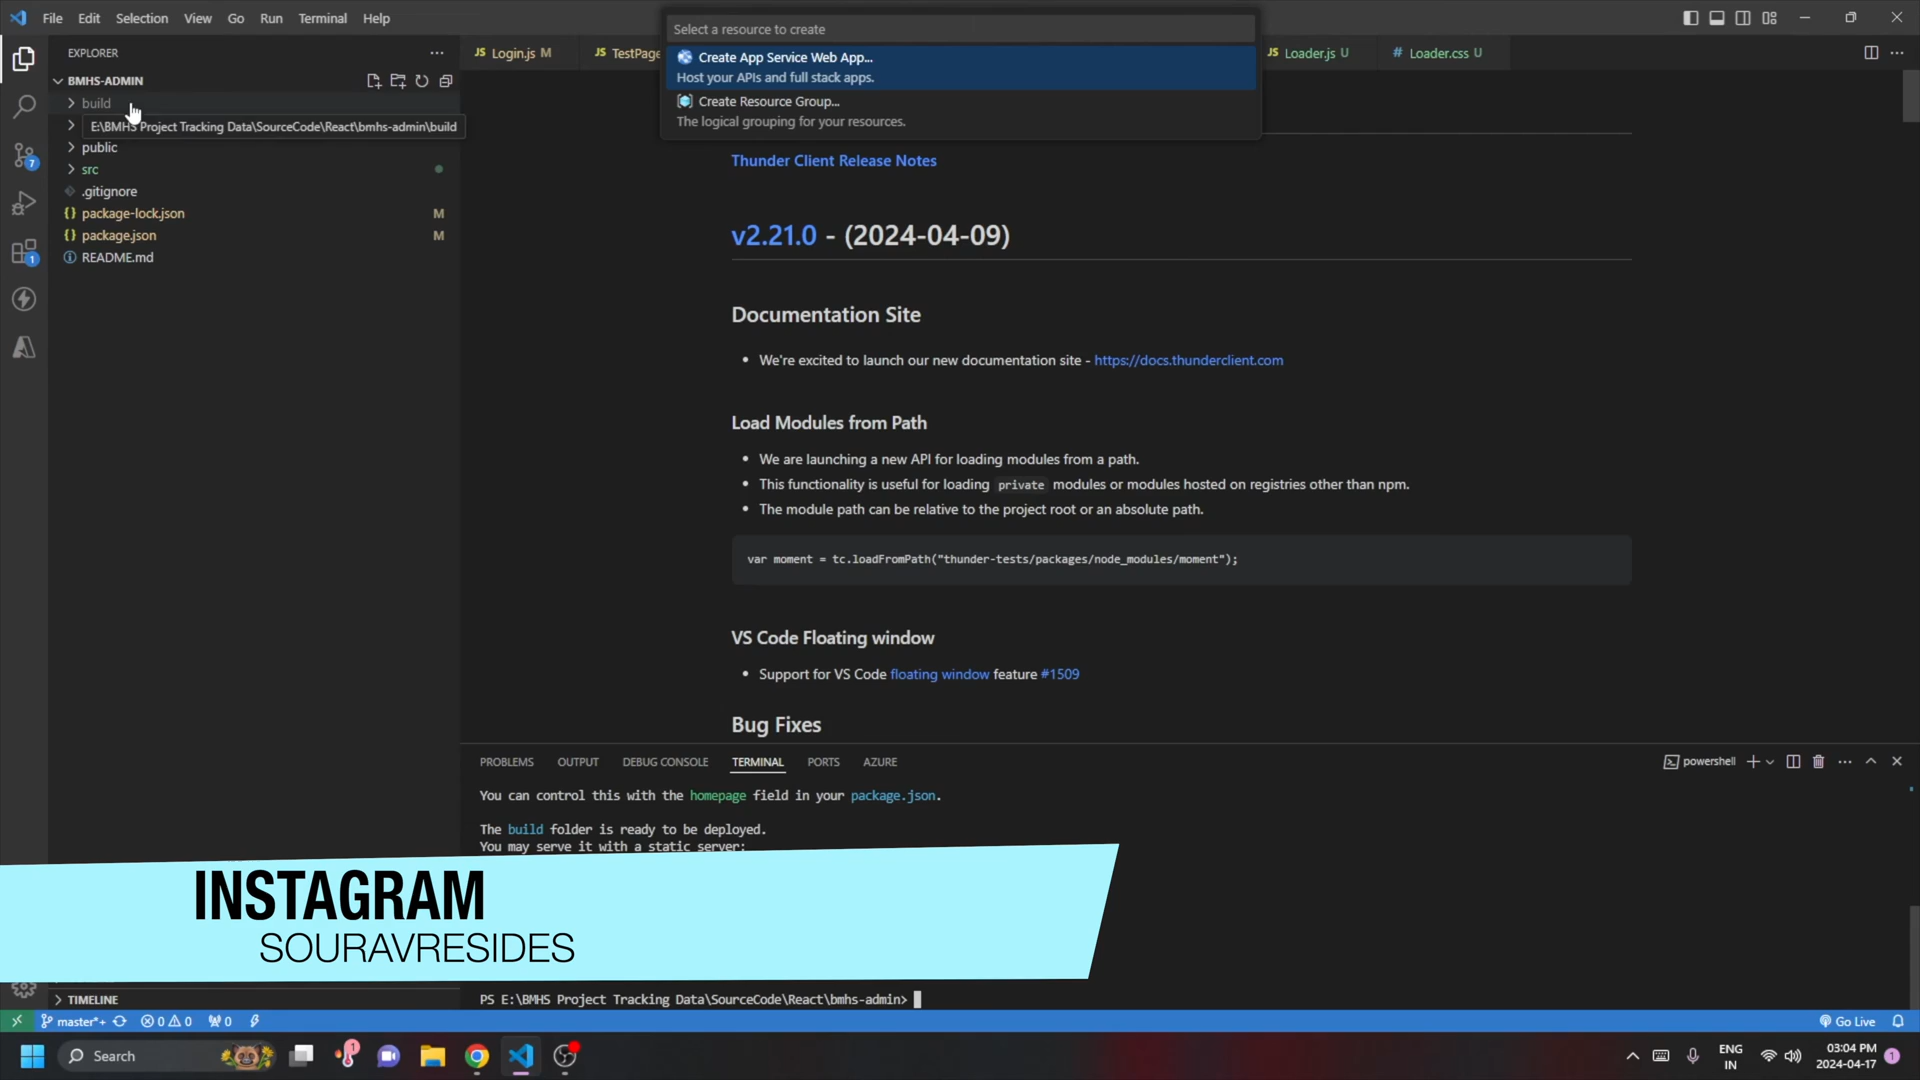 File Edit Selection View Go Run Terminal Help
Select a resource to create
Create App Service Web App...
Host your APIs and full stack apps.
Create Resource Group...
The logical grouping for your resources.
EXPLORER
Login.js M
TestPage
Loader.js U
Loader.css U
BMHS-ADMIN
build
E:\BMHS Project Tracking Data\SourceCode\React\bmhs-admin\build
public
src
.gitignore
package-lock.json M
package.json M
README.md
7
1
Thunder Client Release Notes
v2.21.0 - (2024-04-09)
Documentation Site
We're excited to launch our new documentation site - https://docs.thunderclient.com
Load Modules from Path
We are launching a new API for loading modules from a path.
This functionality is useful for loading private modules or modules hosted on registries other than npm.
The module path can be relative to the project root or an absolute path.
var moment = tc.loadFromPath("thunder-tests/packages/node_modules/moment");
VS Code Floating window
Support for VS Code floating window feature #1509
Bug Fixes
PROBLEMS OUTPUT DEBUG CONSOLE TERMINAL PORTS AZURE
powershell
You can control this with the homepage field in your package.json.
The build folder is ready to be deployed.
You may serve it with a static server:
INSTAGRAM
SOURAVRESIDES
TIMELINE
PS E:\BMHS Project Tracking Data\SourceCode\React\bmhs-admin>
master*+ 0 0 0
Go Live
Search
1
ENG
IN
03:04 PM
2024-04-17
1